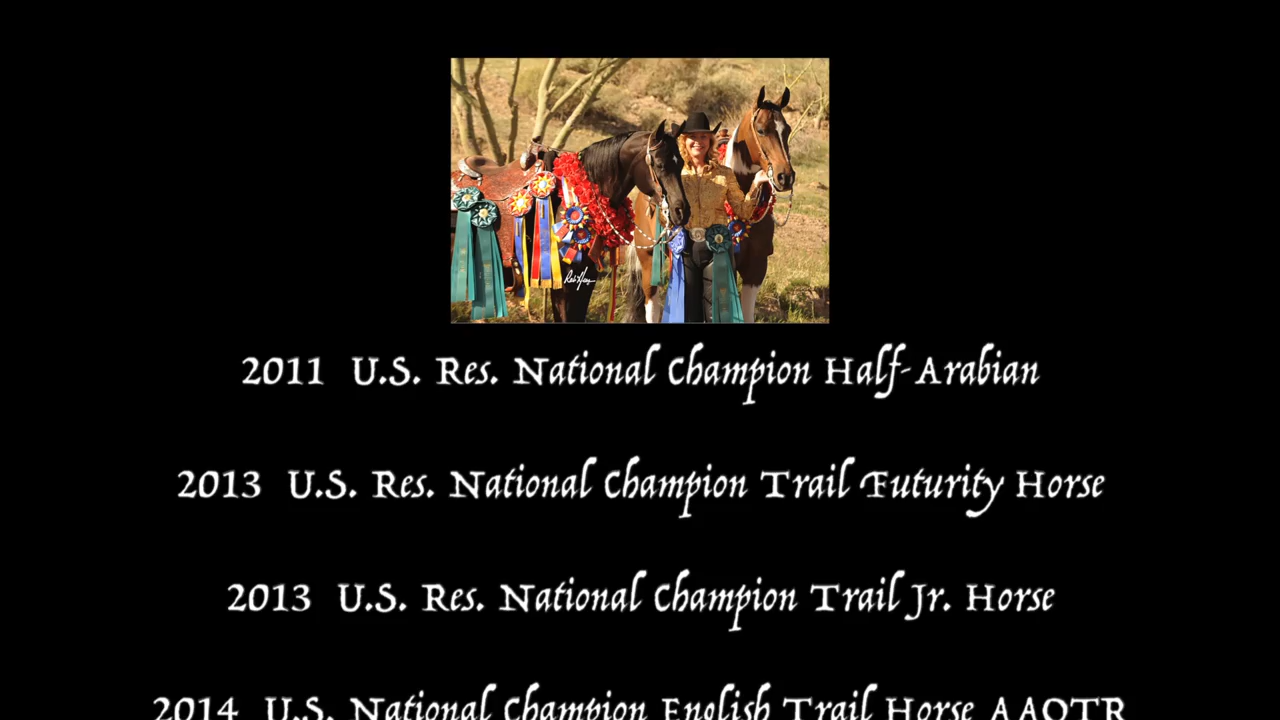 2011 U.S. Res. National Champion Half-Arabian
2013 U.S. Res. National Champion Trail Futurity Horse
2013 U.S. Res. National Champion Trail Jr. Horse
2014 U.S. National Champion English Trail Horse AAOTR